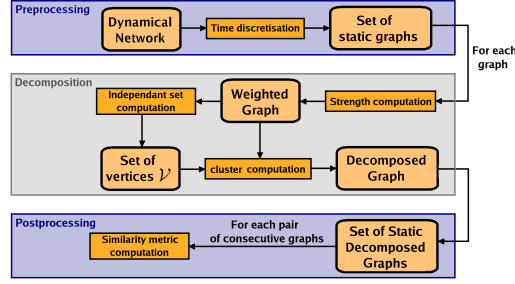 Preprocessing
Dynamical
Network
Time discretisation
Set of
static graphs
For each
graph
Decomposition
Independant set
computation
Weighted
Graph
Strength computation
Set of
vertices 𝒱
cluster computation
Decomposed
Graph
Postprocessing
Similarity metric
computation
For each pair
of consecutive graphs
Set of Static
Decomposed
Graphs